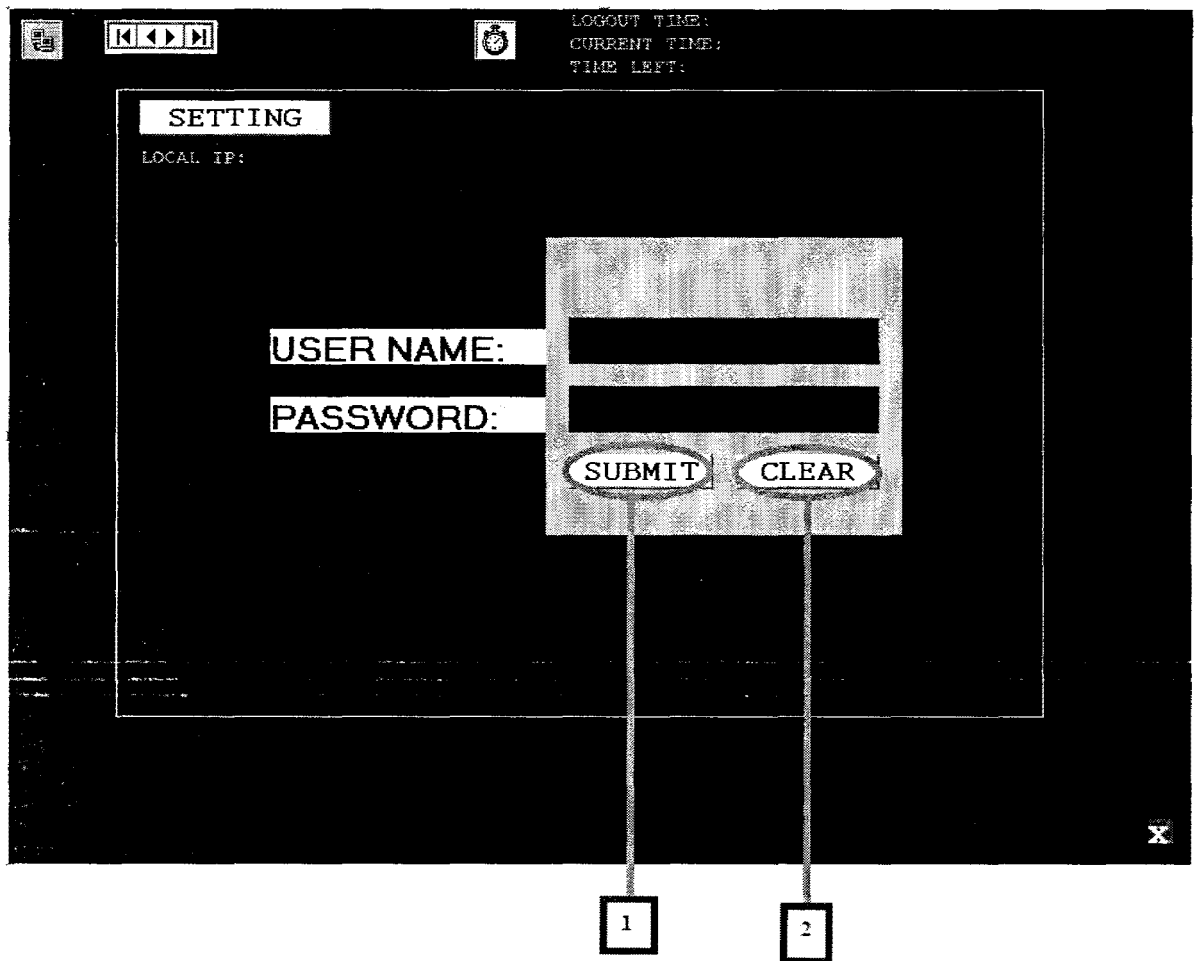 LOGOUT TIME:
CURRENT TIME:
TIME LEFT:
SETTING
LOCAL IP:
USER NAME:
PASSWORD:
SUBMIT CLEAR
X
1 2